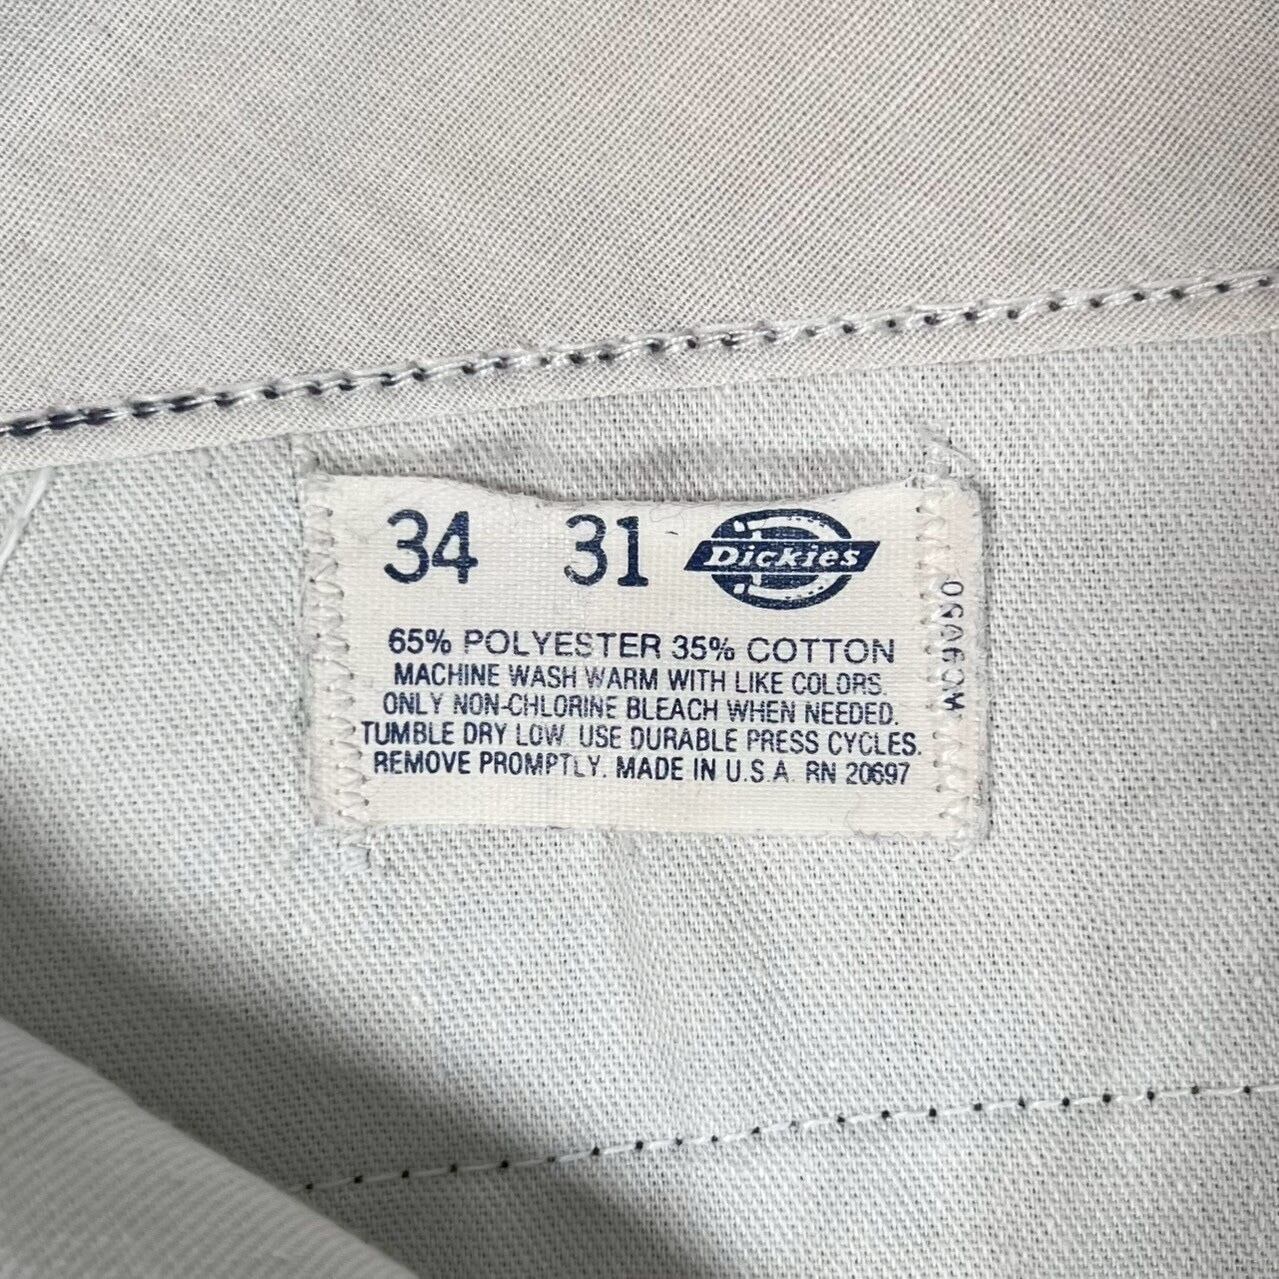 34 31 Dickies
65% POLYESTER 35% COTTON
MACHINE WASH WARM WITH LIKE COLORS.
ONLY NON-CHLORINE BLEACH WHEN NEEDED.
TUMBLE DRY LOW. USE DURABLE PRESS CYCLES.
REMOVE PROMPTLY. MADE IN U.S.A. RN 20697